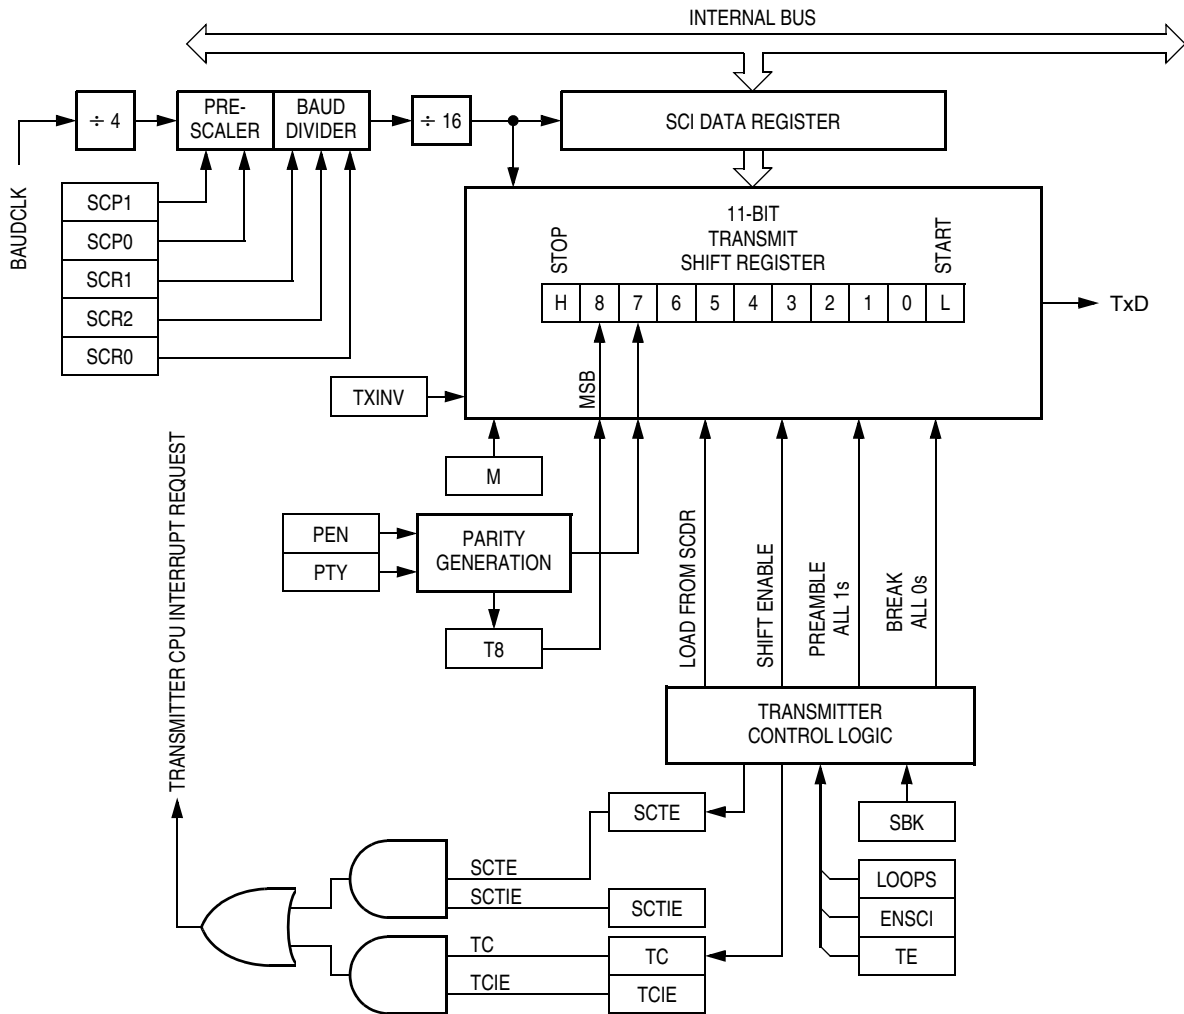 INTERNAL BUS
÷ 4
PRE-
SCALER
BAUD
DIVIDER
÷ 16
SCI DATA REGISTER
BAUDCLK
SCP1
SCP0
SCR1
SCR2
SCR0
11-BIT
TRANSMIT
SHIFT REGISTER
STOP
START
H 8 7 6 5 4 3 2 1 0 L
TxD
MSB
TXINV
M
PEN
PTY
PARITY
GENERATION
T8
LOAD FROM SCDR
SHIFT ENABLE
PREAMBLE
ALL 1s
BREAK
ALL 0s
TRANSMITTER CPU INTERRUPT REQUEST
TRANSMITTER
CONTROL LOGIC
SCTE
SBK
SCTE
SCTIE
SCTIE
LOOPS
ENSCI
TE
TC
TC
TCIE
TCIE